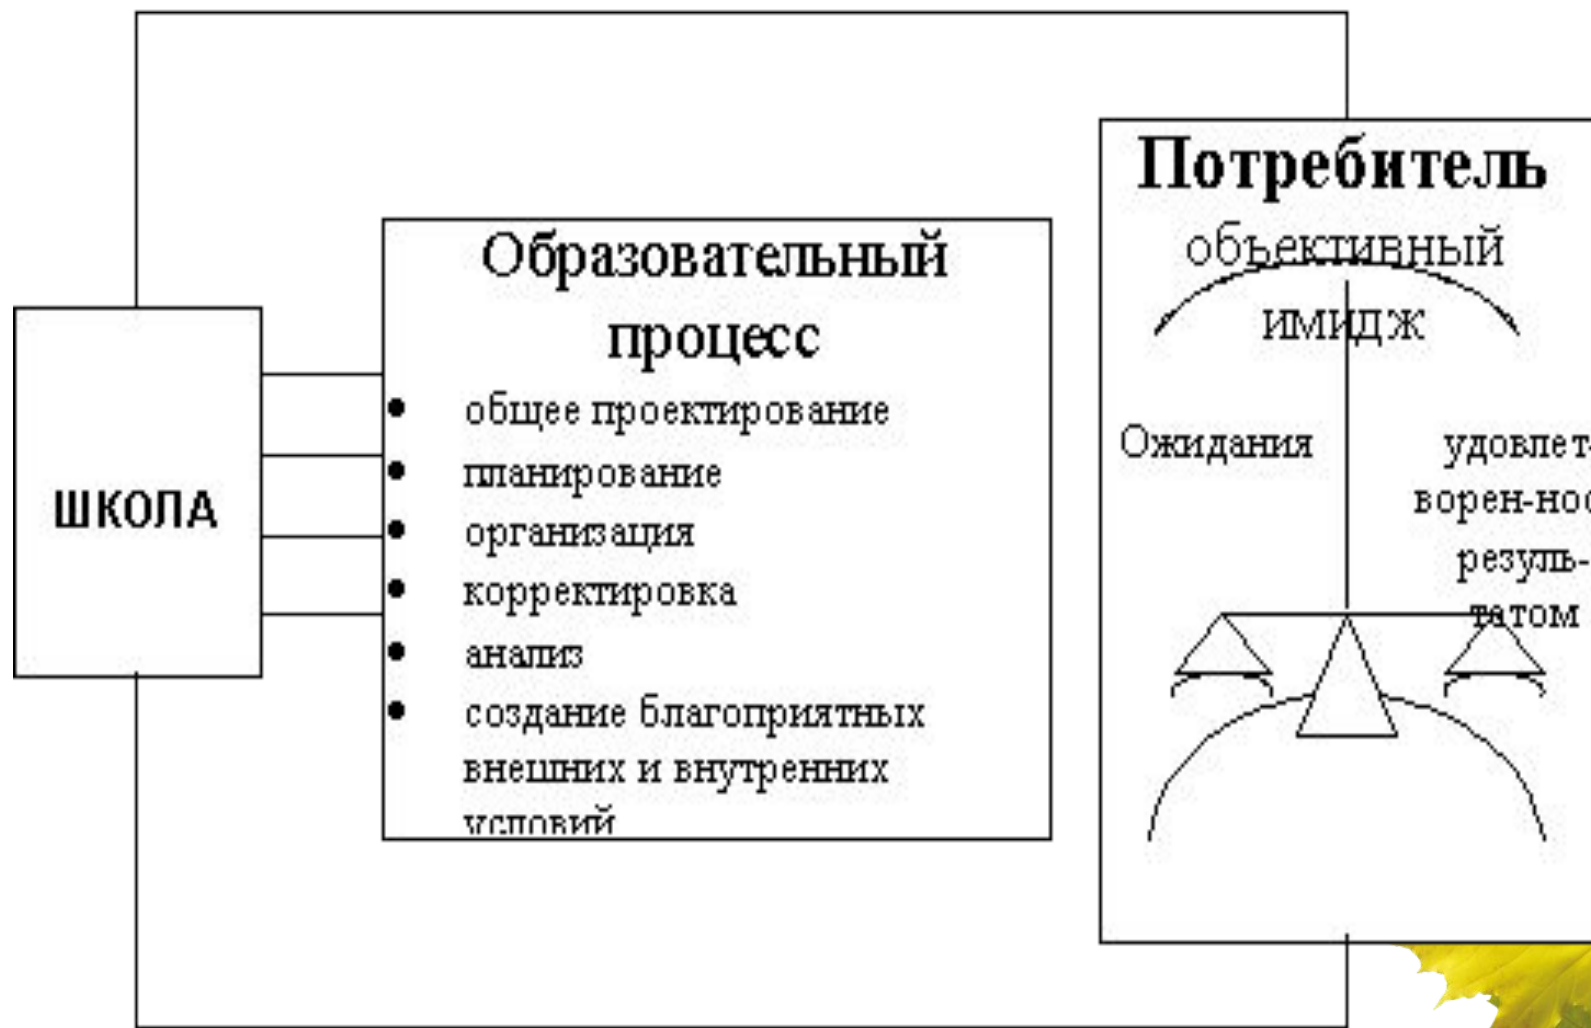 ШКОЛА
Образовательный
процесс
• общее проектирование
• планирование
• организация
• корректировка
• анализ
• создание благоприятных
внешних и внутренних
условий
Потребитель
объективный
имидж
Ожидания
удовлет-
ворен-нос
резуль-
татом